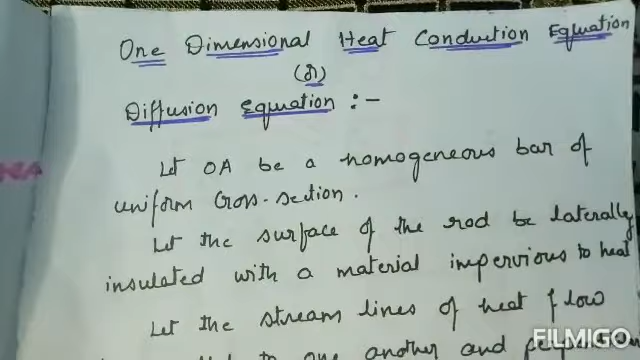 One Dimensional Heat Conduction Equation
(or)
Diffusion Equation :-
Let OA be a homogeneous bar of
uniform Cross-section.
Let the surface of the rod be laterally
insulated with a material impervious to heat
Let the stream lines of heat flow
to one another and
FILMIGO